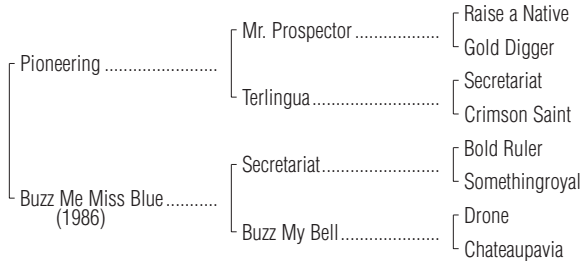 Raise a Native
Mr. Prospector ..................
Gold Digger
Pioneering ........................
Secretariat
Terlingua...........................
Crimson Saint
Bold Ruler
Secretariat.........................
Somethingroyal
Buzz Me Miss Blue...........
(1986)
Drone
Buzz My Bell.....................
Chateaupavia